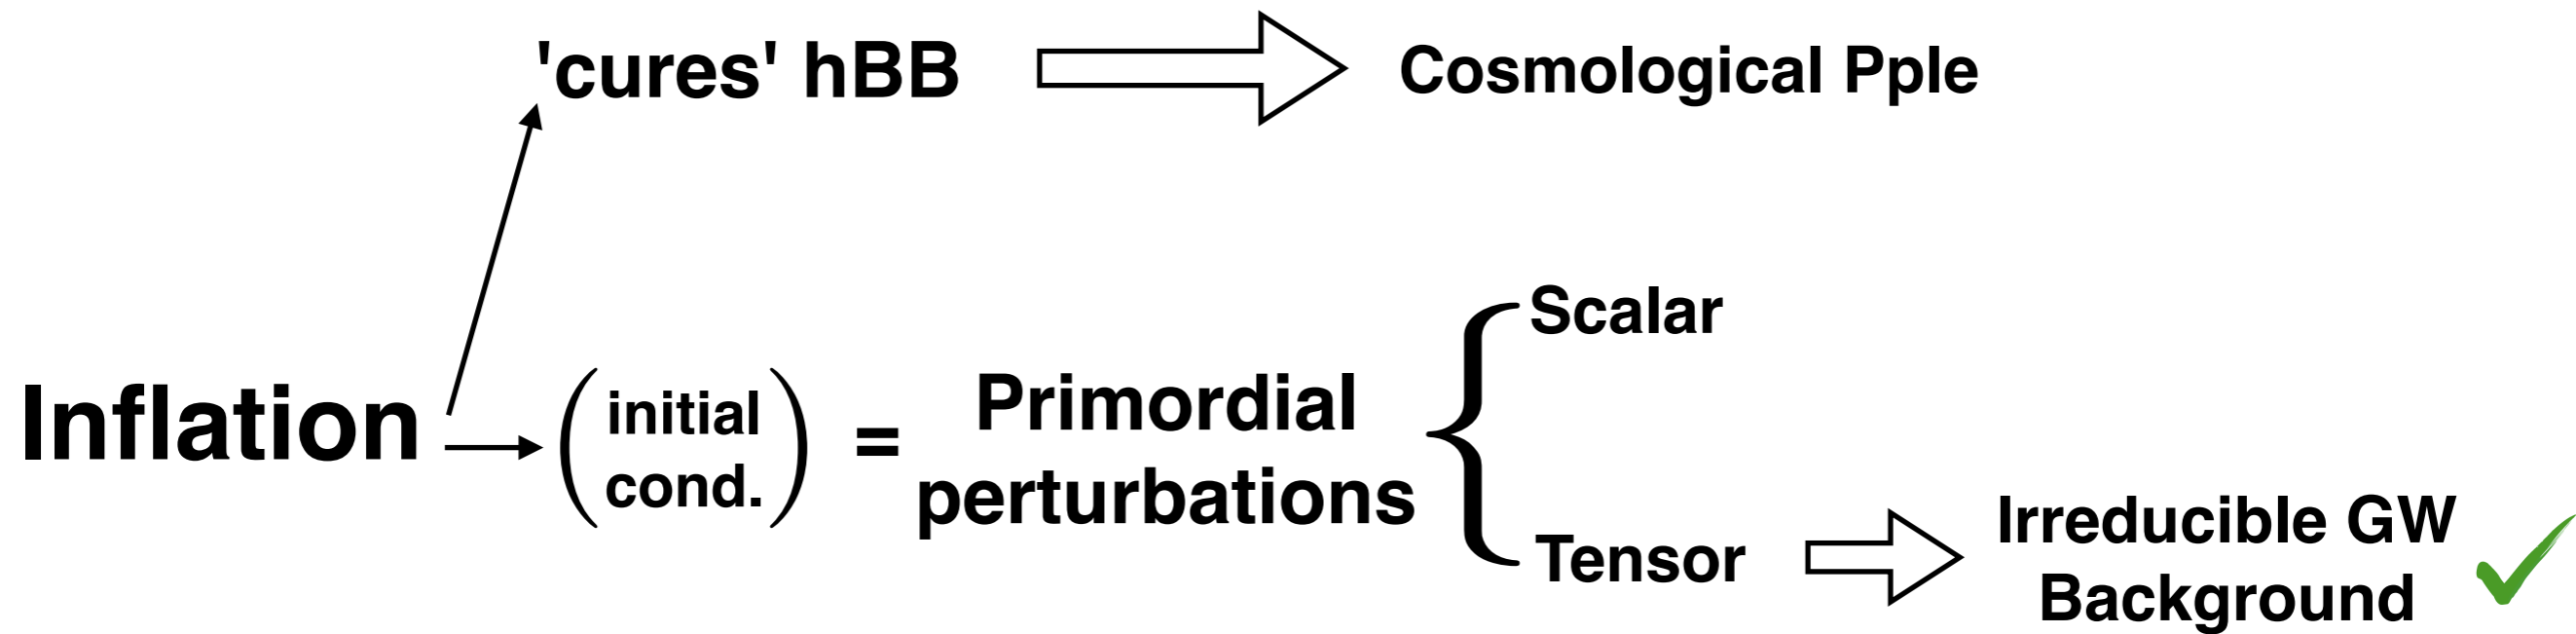 'cures' hBB
Cosmological Pple
Inflation
(initial
cond.)
=
Primordial
perturbations
{
Scalar
Tensor
Irreducible GW
Background